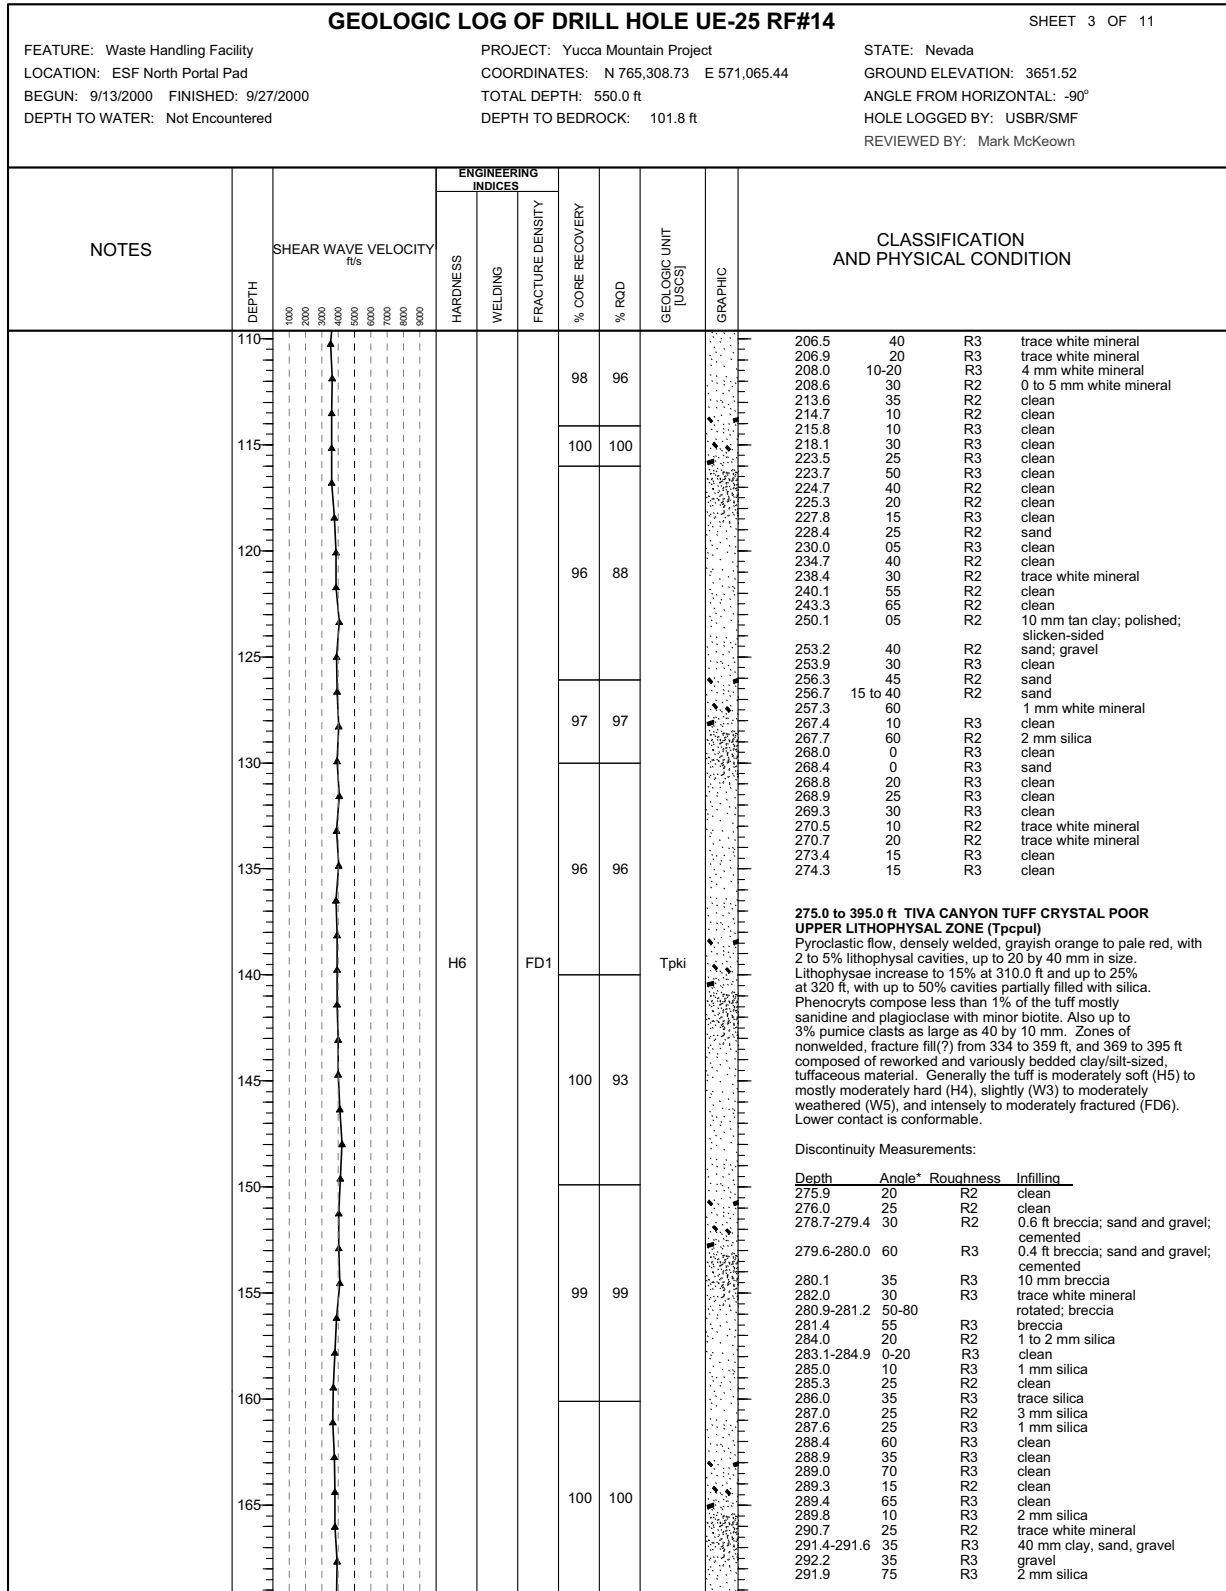 GEOLOGIC LOG OF DRILL HOLE UE-25 RF#14
SHEET 3 OF 11
FEATURE: Waste Handling Facility
PROJECT: Yucca Mountain Project
STATE: Nevada
LOCATION: ESF North Portal Pad
COORDINATES: N 765,308.73 E 571,065.44
GROUND ELEVATION: 3651.52
BEGUN: 9/13/2000 FINISHED: 9/27/2000
TOTAL DEPTH: 550.0 ft
ANGLE FROM HORIZONTAL: -90°
DEPTH TO WATER: Not Encountered
DEPTH TO BEDROCK: 101.8 ft
HOLE LOGGED BY: USBR/SMF
REVIEWED BY: Mark McKeown
NOTES
DEPTH
SHEAR WAVE VELOCITY
ft/s
1000 2000 3000 4000 5000 6000 7000 8000 9000
ENGINEERING
INDICES
HARDNESS
WELDING
FRACTURE DENSITY
% CORE RECOVERY
% RQD
GEOLOGIC UNIT
[USCS]
GRAPHIC
CLASSIFICATION
AND PHYSICAL CONDITION
110
115
120
125
130
135
140
145
150
155
160
165
H6
FD1
98 96
100 100
96 88
97 97
96 96
100 93
99 99
100 100
Tpki
206.5 40 R3 trace white mineral
206.9 20 R3 trace white mineral
208.0 10-20 R3 4 mm white mineral
208.6 30 R2 0 to 5 mm white mineral
213.6 35 R2 clean
214.7 10 R2 clean
215.8 10 R3 clean
218.1 30 R3 clean
223.5 25 R3 clean
223.7 50 R3 clean
224.7 40 R2 clean
225.3 20 R2 clean
227.8 15 R3 clean
228.4 25 R2 sand
230.0 05 R3 clean
234.7 40 R2 clean
238.4 30 R2 trace white mineral
240.1 55 R2 clean
243.3 65 R2 clean
250.1 05 R2 10 mm tan clay; polished;
slicken-sided
253.2 40 R2 sand; gravel
253.9 30 R3 clean
256.3 45 R2 sand
256.7 15 to 40 R2 sand
257.3 60 1 mm white mineral
267.4 10 R3 clean
267.7 60 R2 2 mm silica
268.0 0 R3 clean
268.4 0 R3 sand
268.8 20 R3 clean
268.9 25 R3 clean
269.3 30 R3 clean
270.5 10 R2 trace white mineral
270.7 20 R2 trace white mineral
273.4 15 R3 clean
274.3 15 R3 clean
275.0 to 395.0 ft TIVA CANYON TUFF CRYSTAL POOR
UPPER LITHOPHYSAL ZONE (Tpcpul)
Pyroclastic flow, densely welded, grayish orange to pale red, with
2 to 5% lithophysal cavities, up to 20 by 40 mm in size.
Lithophysae increase to 15% at 310.0 ft and up to 25%
at 320 ft, with up to 50% cavities partially filled with silica.
Phenocryts compose less than 1% of the tuff mostly
sanidine and plagioclase with minor biotite. Also up to
3% pumice clasts as large as 40 by 10 mm. Zones of
nonwelded, fracture fill(?) from 334 to 359 ft, and 369 to 395 ft
composed of reworked and variously bedded clay/silt-sized,
tuffaceous material. Generally the tuff is moderately soft (H5) to
mostly moderately hard (H4), slightly (W3) to moderately
weathered (W5), and intensely to moderately fractured (FD6).
Lower contact is conformable.
Discontinuity Measurements:
Depth Angle* Roughness Infilling
275.9 20 R2 clean
276.0 25 R2 clean
278.7-279.4 30 R2 0.6 ft breccia; sand and gravel;
cemented
279.6-280.0 60 R3 0.4 ft breccia; sand and gravel;
cemented
280.1 35 R3 10 mm breccia
282.0 30 R3 trace white mineral
280.9-281.2 50-80 rotated; breccia
281.4 55 R3 breccia
284.0 20 R2 1 to 2 mm silica
283.1-284.9 0-20 R3 clean
285.0 10 R3 1 mm silica
285.3 25 R2 clean
286.0 35 R3 trace silica
287.0 25 R2 3 mm silica
287.6 25 R3 1 mm silica
288.4 60 R3 clean
288.9 35 R3 clean
289.0 70 R3 clean
289.3 15 R2 clean
289.4 65 R3 clean
289.8 10 R3 2 mm silica
290.7 25 R2 trace white mineral
291.4-291.6 35 R3 40 mm clay, sand, gravel
292.2 35 R3 gravel
291.9 75 R3 2 mm silica